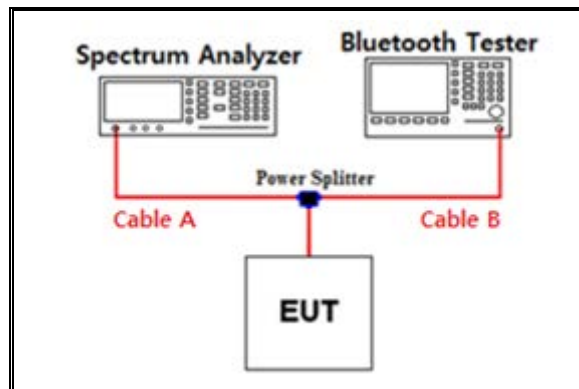 Spectrum Analyzer
Bluetooth Tester
Power Splitter
Cable A
Cable B
EUT